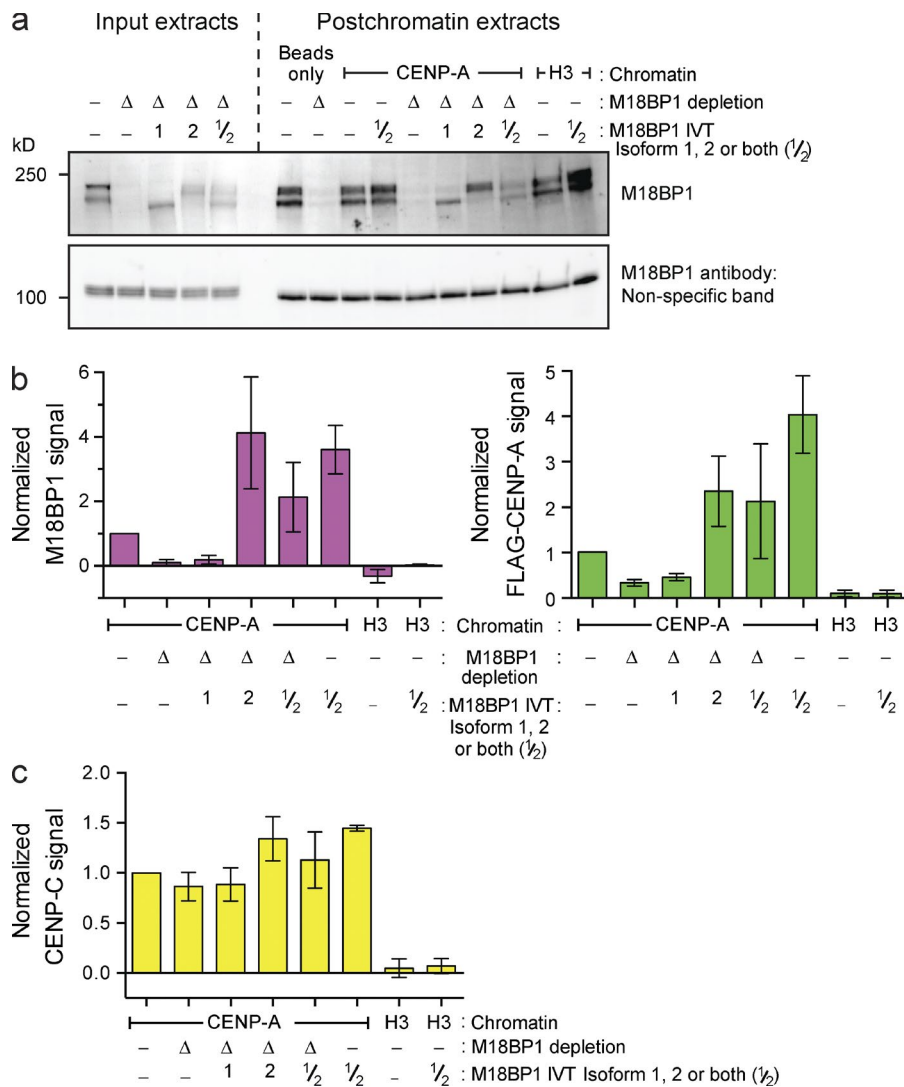 a
Input extracts
Postchromatin extracts
Beads only
CENP-A
H3
: Chromatin
– Δ Δ Δ Δ – Δ – – Δ Δ Δ Δ – –
: M18BP1 depletion
– – 1 2 ½ – – – ½ – 1 2 ½ – ½
: M18BP1 IVT
Isoform 1, 2 or both (½)
kD
250
M18BP1
100
M18BP1 antibody:
Non-specific band
b
Normalized
M18BP1 signal
6
4
2
0
CENP-A H3 H3
– Δ Δ Δ Δ – – –
– – 1 2 ½ ½ – ½
: Chromatin :
: M18BP1 :
depletion
: M18BP1 IVT :
Isoform 1, 2
or both (½)
Normalized
FLAG-CENP-A signal
5
4
3
2
1
0
CENP-A H3 H3
– Δ Δ Δ Δ – – –
– – 1 2 ½ ½ – ½
c
Normalized
CENP-C signal
2.0
1.5
1.0
0.5
0.0
CENP-A H3 H3 : Chromatin
– Δ Δ Δ Δ – – – : M18BP1 depletion
– – 1 2 ½ ½ – ½ : M18BP1 IVT Isoform 1, 2 or both (½)